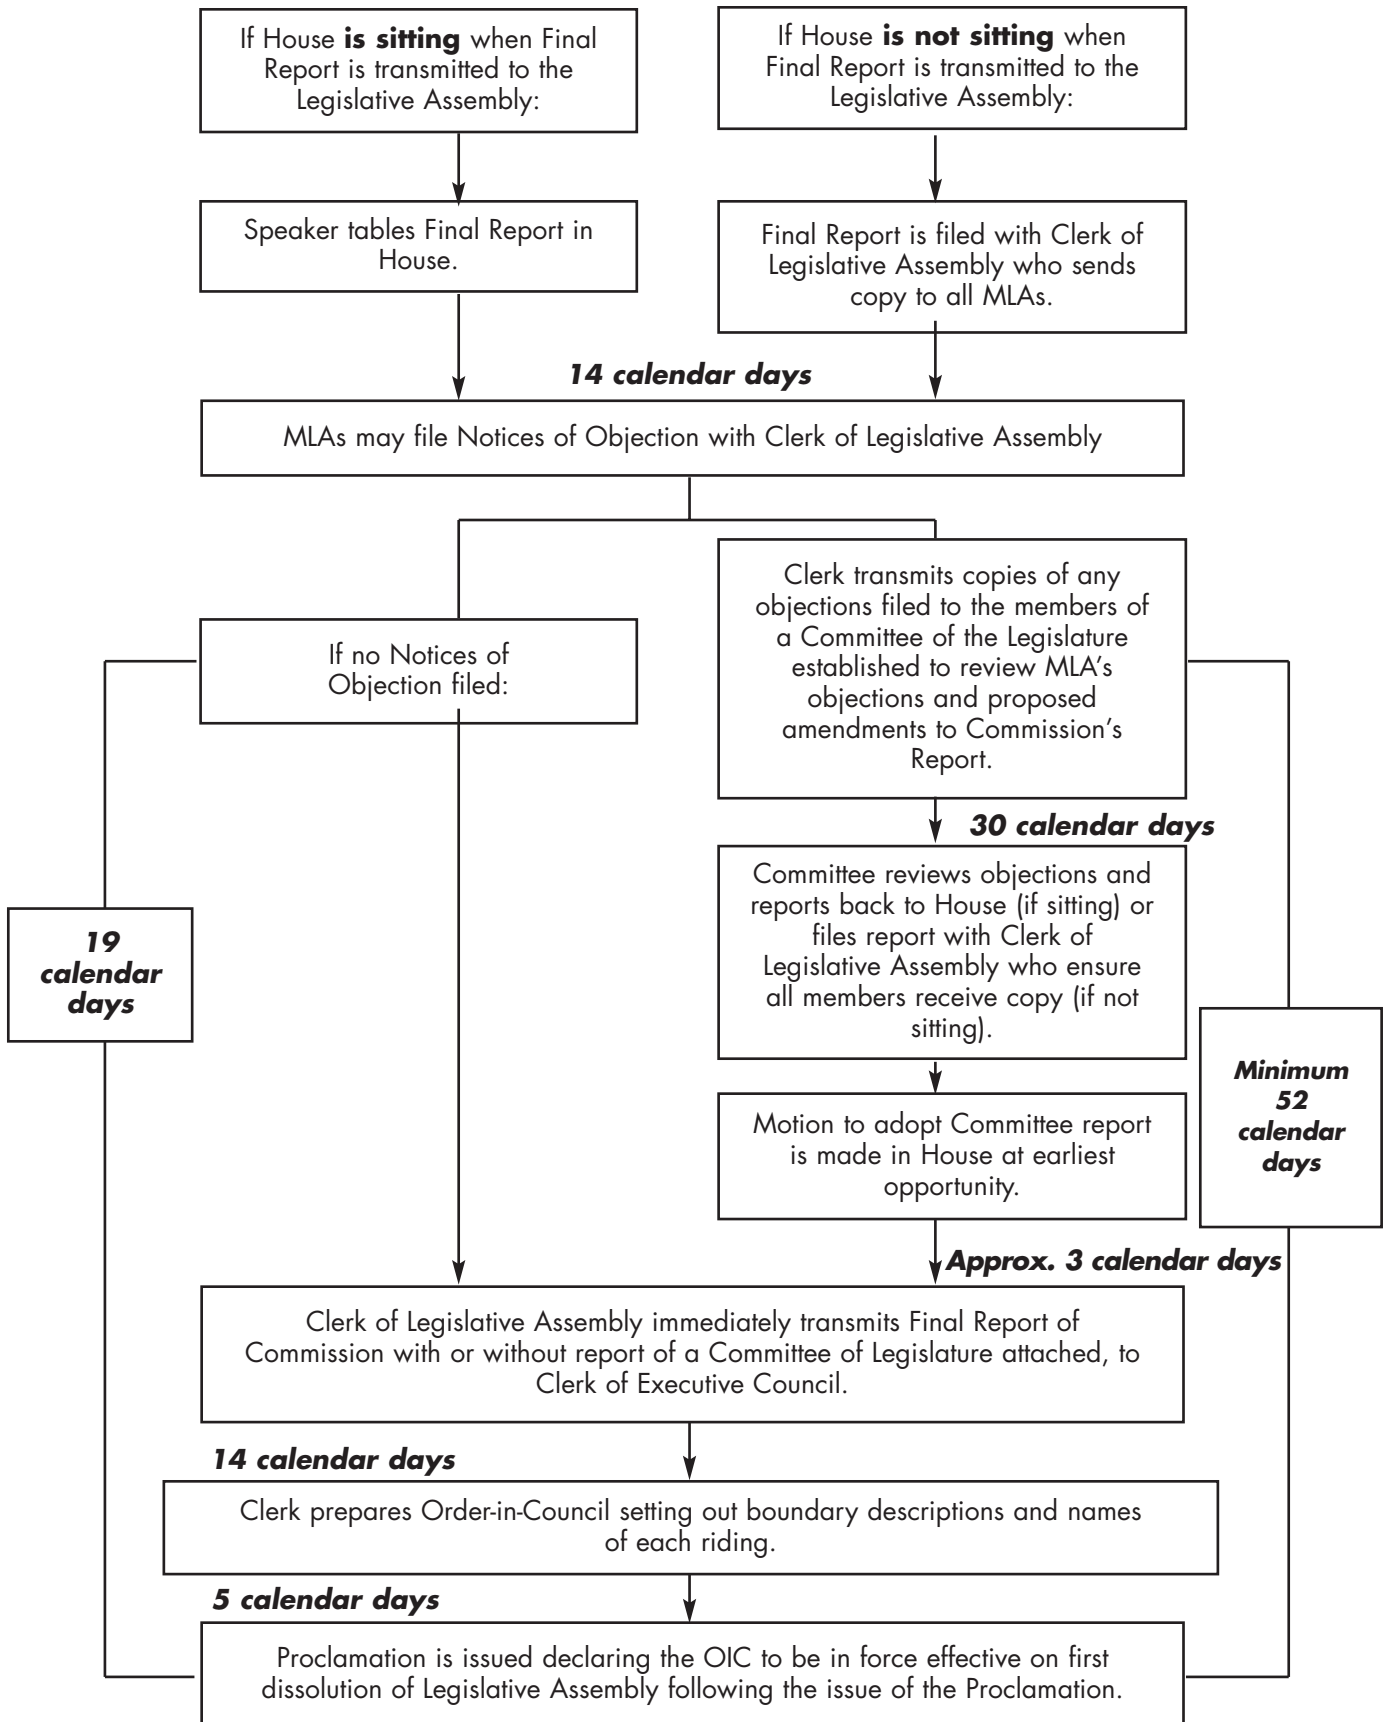 If House is sitting when Final
Report is transmitted to the
Legislative Assembly:
If House is not sitting when
Final Report is transmitted to the
Legislative Assembly:
Speaker tables Final Report in
House.
Final Report is filed with Clerk of
Legislative Assembly who sends
copy to all MLAs.
14 calendar days
MLAs may file Notices of Objection with Clerk of Legislative Assembly
If no Notices of
Objection filed:
Clerk transmits copies of any
objections filed to the members of
a Committee of the Legislature
established to review MLA’s
objections and proposed
amendments to Commission’s
Report.
30 calendar days
Committee reviews objections and
reports back to House (if sitting) or
files report with Clerk of
Legislative Assembly who ensure
all members receive copy (if not
sitting).
19
calendar
days
Minimum
52
calendar
days
Motion to adopt Committee report
is made in House at earliest
opportunity.
Approx. 3 calendar days
Clerk of Legislative Assembly immediately transmits Final Report of
Commission with or without report of a Committee of Legislature attached, to
Clerk of Executive Council.
14 calendar days
Clerk prepares Order-in-Council setting out boundary descriptions and names
of each riding.
5 calendar days
Proclamation is issued declaring the OIC to be in force effective on first
dissolution of Legislative Assembly following the issue of the Proclamation.